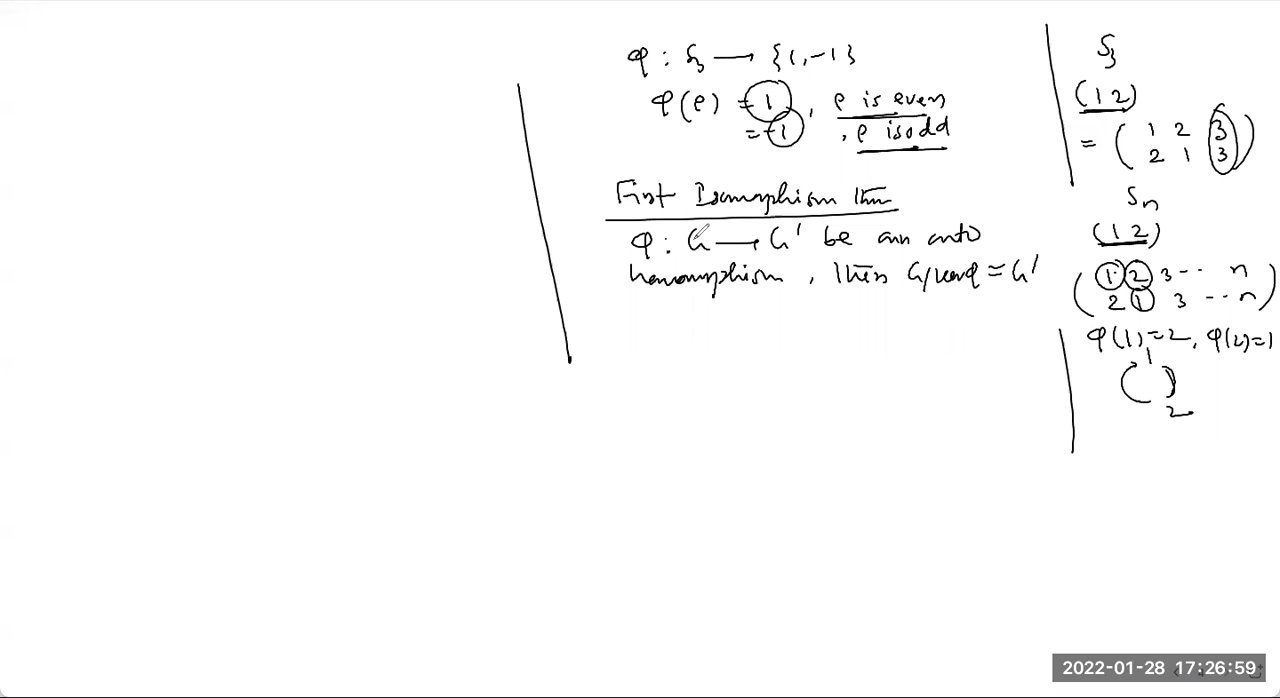 φ : S₃ → {1, -1}
φ(ρ) = 1, ρ is even
= -1, ρ is odd
First Isomorphism Thm
φ : G → G' be an onto
homomorphism, then G/kerφ ≅ G'
S₃
(1 2)
= ( 1 2 3
2 1 3 )
Sₙ
(1 2)
( 1 2 3 -- n
2 1 3 -- n )
φ(1)=2, φ(2)=1
1
2
2022-01-28 17:26:59